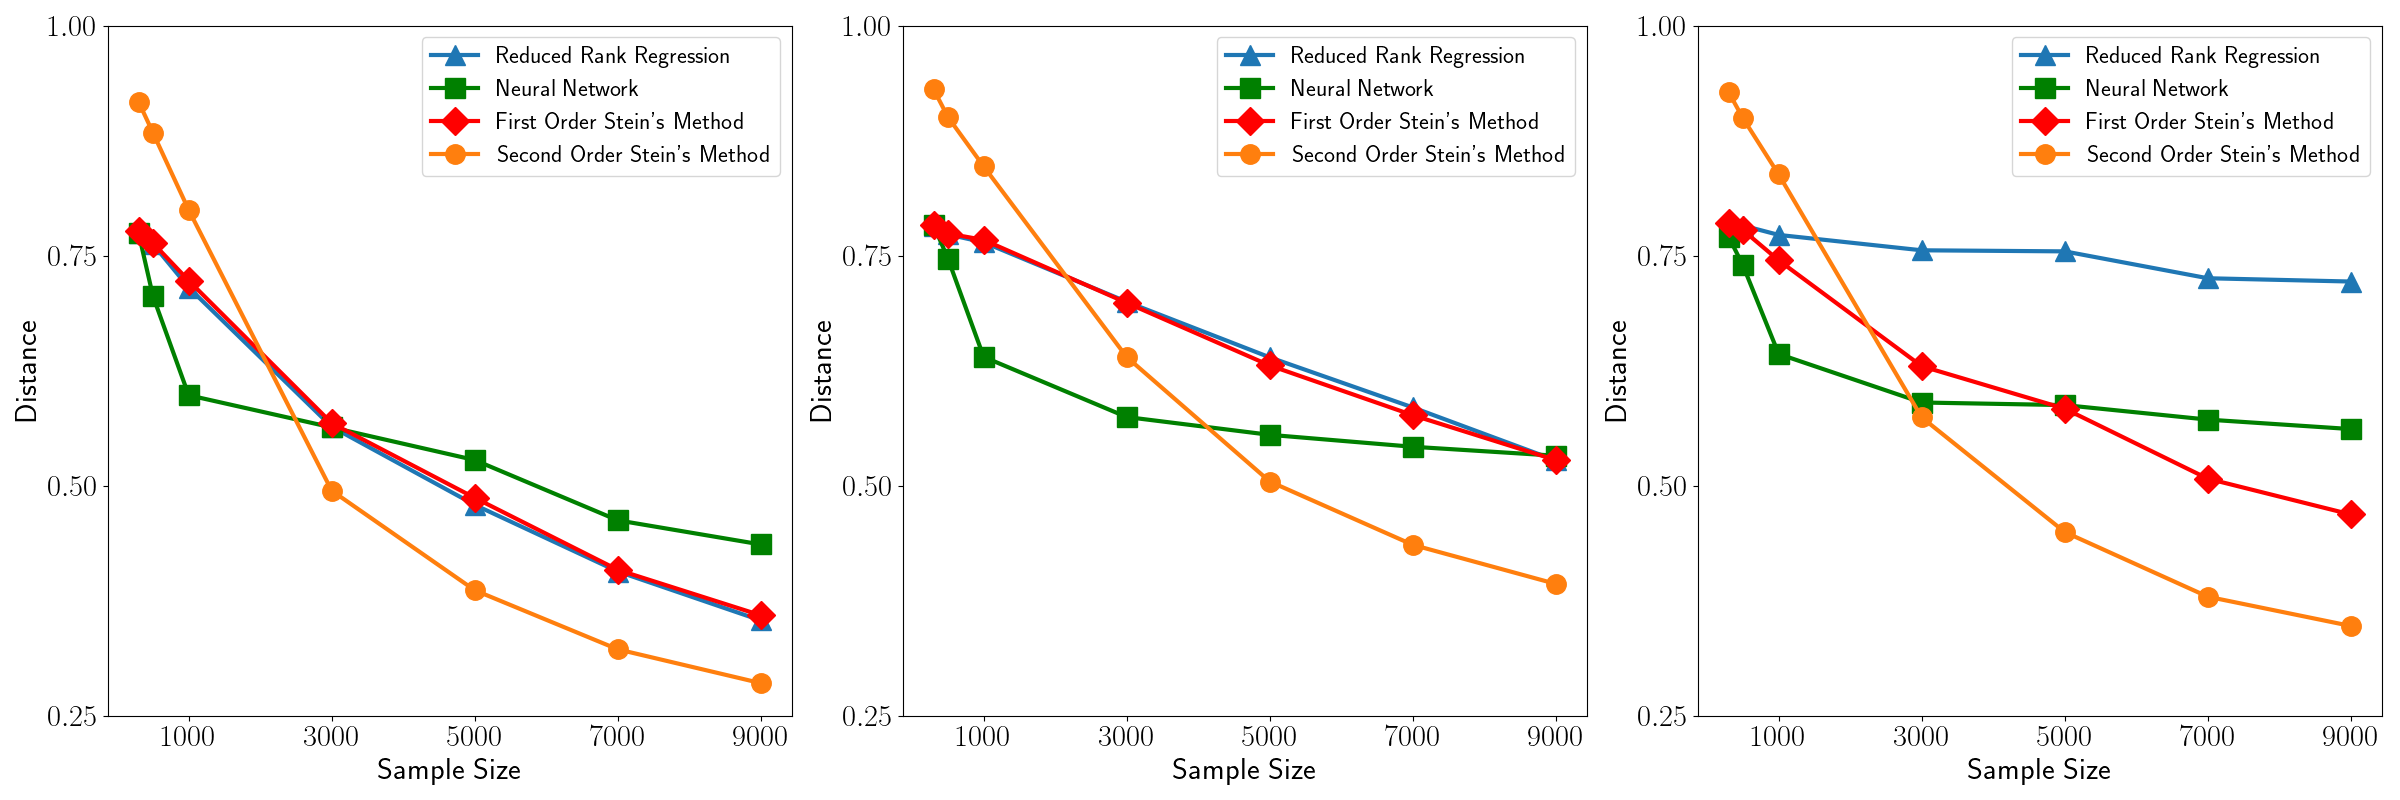 1.00
0.75
0.50
0.25
Distance
1000 3000 5000 7000 9000
Sample Size
Reduced Rank Regression
Neural Network
First Order Stein's Method
Second Order Stein's Method
1.00
0.75
0.50
0.25
Distance
1000 3000 5000 7000 9000
Sample Size
Reduced Rank Regression
Neural Network
First Order Stein's Method
Second Order Stein's Method
1.00
0.75
0.50
0.25
Distance
1000 3000 5000 7000 9000
Sample Size
Reduced Rank Regression
Neural Network
First Order Stein's Method
Second Order Stein's Method